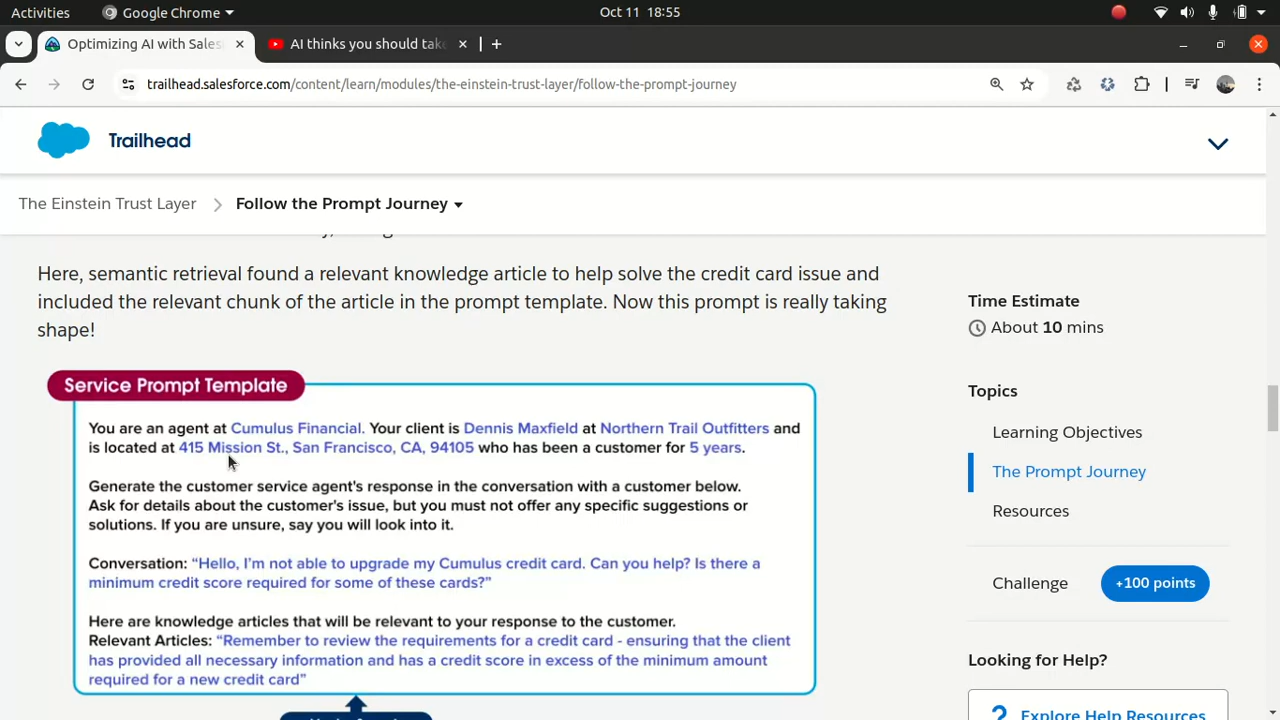 Activities
Google Chrome
Oct 11 18:55
Optimizing AI with Sales
AI thinks you should tak
trailhead.salesforce.com/content/learn/modules/the-einstein-trust-layer/follow-the-prompt-journey
Trailhead
The Einstein Trust Layer
Follow the Prompt Journey
Here, semantic retrieval found a relevant knowledge article to help solve the credit card issue and
included the relevant chunk of the article in the prompt template. Now this prompt is really taking
shape!
Service Prompt Template
You are an agent at Cumulus Financial. Your client is Dennis Maxfield at Northern Trail Outfitters and
is located at 415 Mission St., San Francisco, CA, 94105 who has been a customer for 5 years.
Generate the customer service agent's response in the conversation with a customer below.
Ask for details about the customer's issue, but you must not offer any specific suggestions or
solutions. If you are unsure, say you will look into it.
Conversation: “Hello, I'm not able to upgrade my Cumulus credit card. Can you help? Is there a
minimum credit score required for some of these cards?”
Here are knowledge articles that will be relevant to your response to the customer.
Relevant Articles: “Remember to review the requirements for a credit card - ensuring that the client
has provided all necessary information and has a credit score in excess of the minimum amount
required for a new credit card”
Time Estimate
About 10 mins
Topics
Learning Objectives
The Prompt Journey
Resources
Challenge
+100 points
Looking for Help?
Explore Help Resources